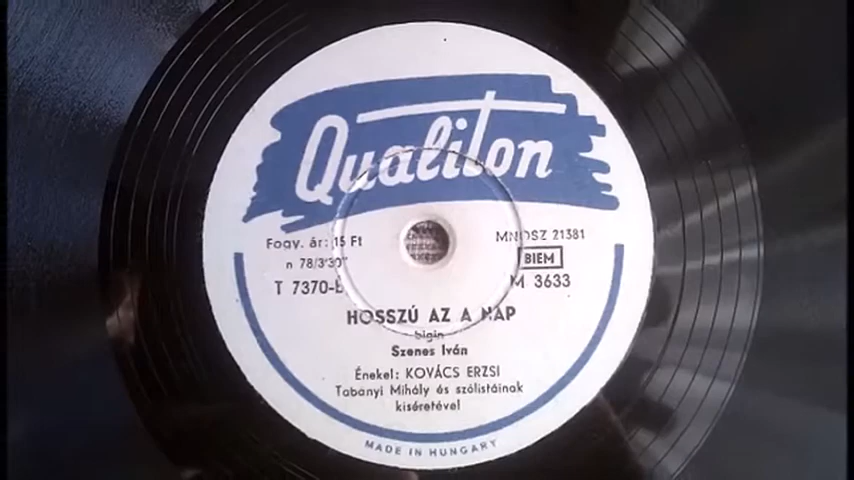 Qualiton
Fogy. ár: 15 Ft
MNOSZ 21381
n 78/3'30"
BIEM
T 7370-B
M 3633
HOSSZÚ AZ A NAP
bigin
Szenes Iván
Énekel: KOVÁCS ERZSI
Tabányi Mihály és szólistáinak
kíséretével
MADE IN HUNGARY